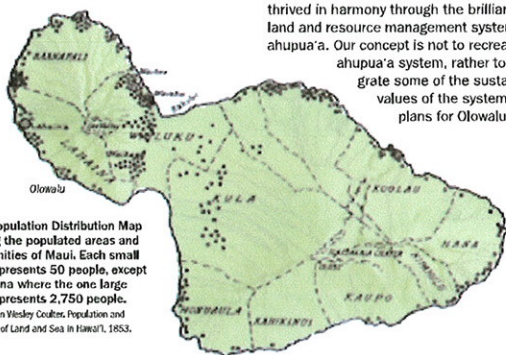 thrived in harmony through the brillian
land and resource management syste
ahupua'a. Our concept is not to recrea
ahupua'a system, rather to
grate some of the susta
values of the system
plans for Olowalu
KAANAPALI
LAHAINA
WAILUKU
Olowalu
KULA
KOOLAU
HANA
KIPAHULU
KAUPO
KAHIKINUI
HONUAULA
opulation Distribution Map
g the populated areas and
nities of Maui. Each small
presents 50 people, except
na where the one large
presents 2,750 people.
n Wesley Coulter. Population and
of Land and Sea in Hawai'i, 1853.